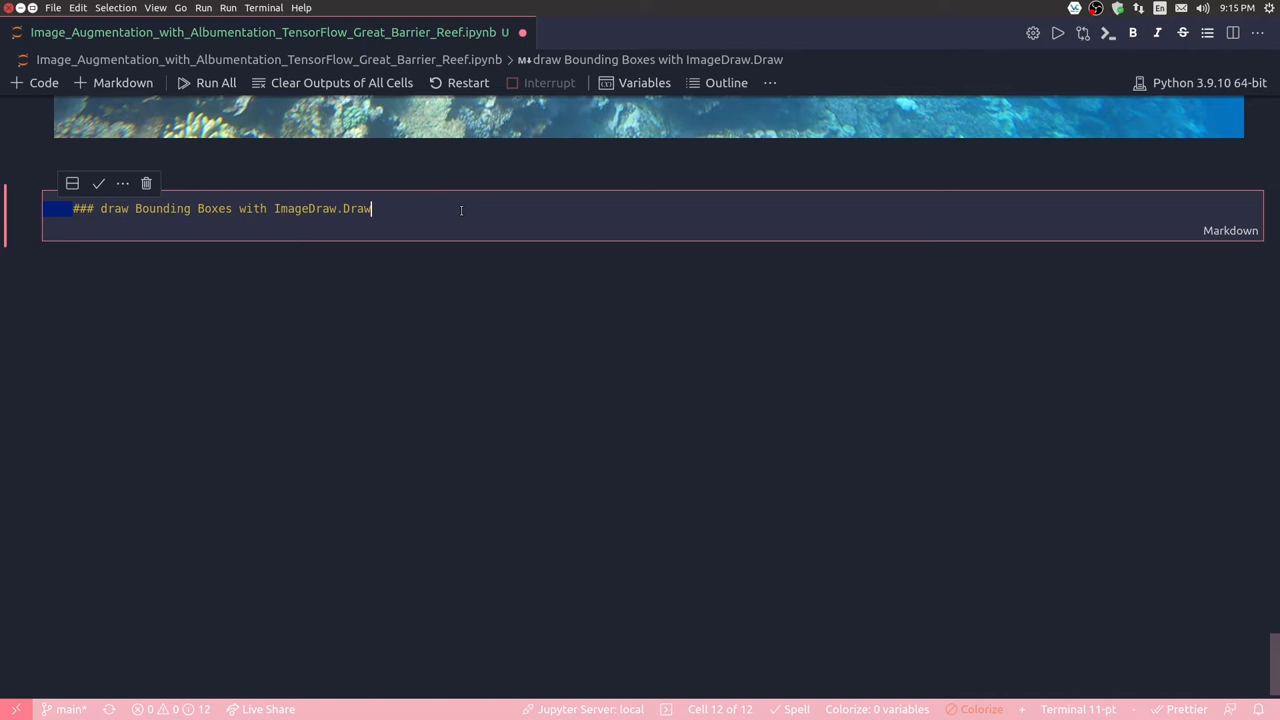 File Edit Selection View Go Run Run Terminal Help
En 9:15 PM
Image_Augmentation_with_Albumentation_TensorFlow_Great_Barrier_Reef.ipynb U
Image_Augmentation_with_Albumentation_TensorFlow_Great_Barrier_Reef.ipynb > M↓draw Bounding Boxes with ImageDraw.Draw
+ Code + Markdown Run All Clear Outputs of All Cells Restart Interrupt Variables Outline ... Python 3.9.10 64-bit
### draw Bounding Boxes with ImageDraw.Draw
Markdown
main* 0 0 12 Live Share Jupyter Server: local Cell 12 of 12 Spell Colorize: 0 variables Colorize + Terminal 11-pt - Prettier